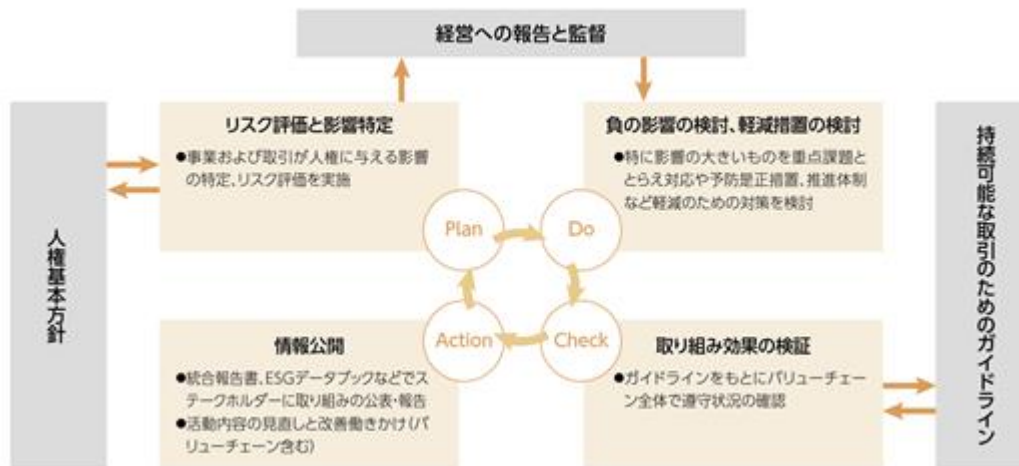 経営への報告と監督
人権基本方針
リスク評価と影響特定
●事業および取引が人権に与える影響
の特定、リスク評価を実施
負の影響の検討、軽減措置の検討
●特に影響の大きいものを重点課題と
とらえ対応や予防是正措置、推進体制
など軽減のための対策を検討
Plan
Do
Action
Check
情報公開
●統合報告書、ESGデータブックなどでス
テークホルダーに取り組みの公表・報告
●活動内容の見直しと改善働きかけ(バ
リューチェーン含む)
取り組み効果の検証
●ガイドラインをもとにバリューチェー
ン全体で遵守状況の確認
持続可能な取引のためのガイドライン